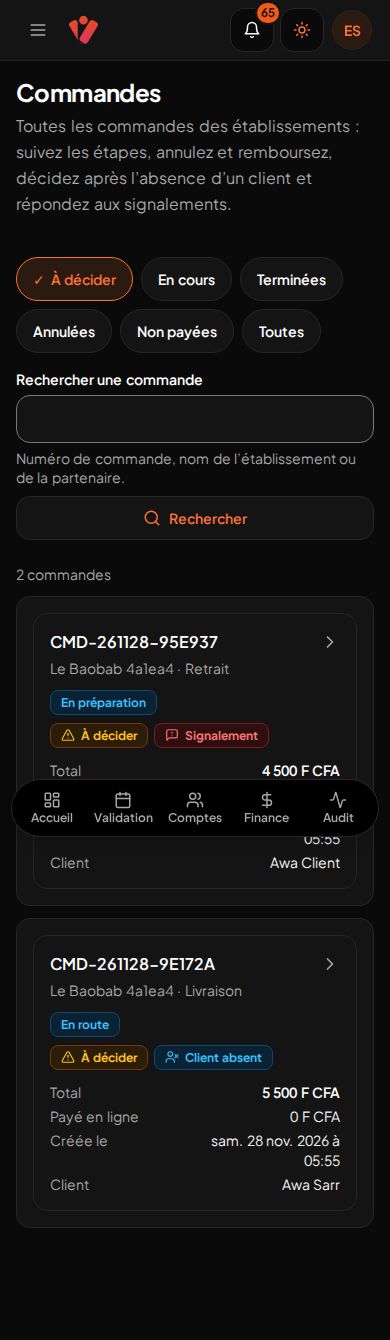 65
ES
Commandes
Toutes les commandes des établissements :
suivez les étapes, annulez et remboursez,
décidez après l'absence d'un client et
répondez aux signalements.
✓ À décider
En cours
Terminées
Annulées
Non payées
Toutes
Rechercher une commande
Numéro de commande, nom de l'établissement ou
de la partenaire.
Rechercher
2 commandes
CMD-261128-95E937
Le Baobab 4a1ea4 · Retrait
En préparation
À décider
Signalement
Total 4 500 F CFA
Accueil
Validation
Comptes
Finance
Audit
05:55
Client Awa Client
CMD-261128-9E172A
Le Baobab 4a1ea4 · Livraison
En route
À décider
Client absent
Total 5 500 F CFA
Payé en ligne 0 F CFA
Créée le sam. 28 nov. 2026 à
05:55
Client Awa Sarr